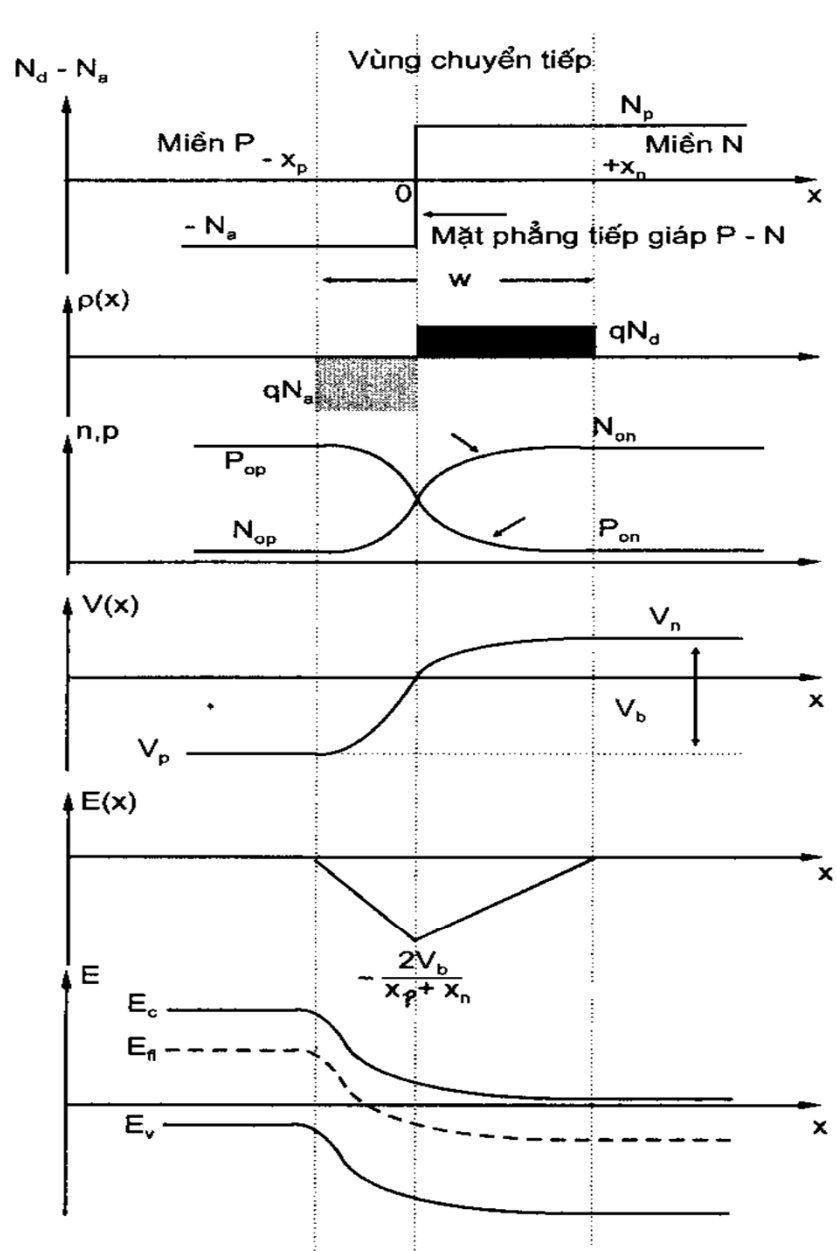 Vùng chuyển tiếp
N_d - N_a
N_p
Miền P
- x_p
Miền N
+x_n
0
x
- N_a
Mặt phẳng tiếp giáp P - N
w
ρ(x)
qN_d
qN_a
n,p
N_on
P_op
N_op
P_on
V(x)
V_n
x
V_b
V_p
E(x)
x
- 2V_b
x_p + x_n
E
E_c
E_fi
E_v
x